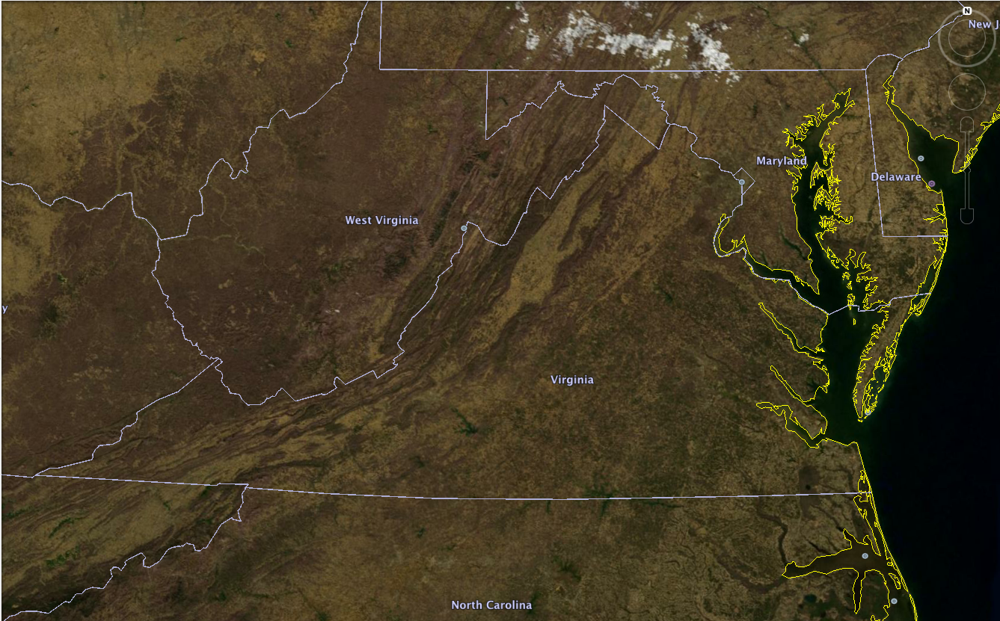 N
New J
Maryland
Delaware
West Virginia
y
Virginia
North Carolina